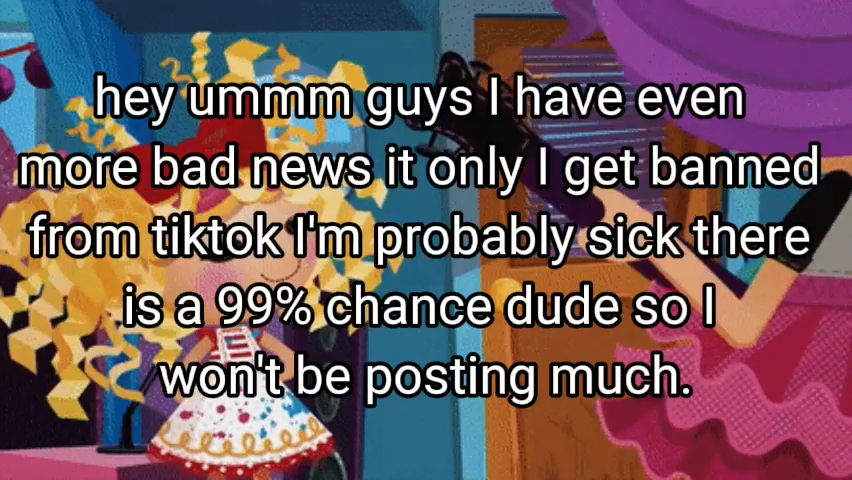 hey ummm guys I have even
more bad news it only I get banned
from tiktok I'm probably sick there
is a 99% chance dude so I
won't be posting much.